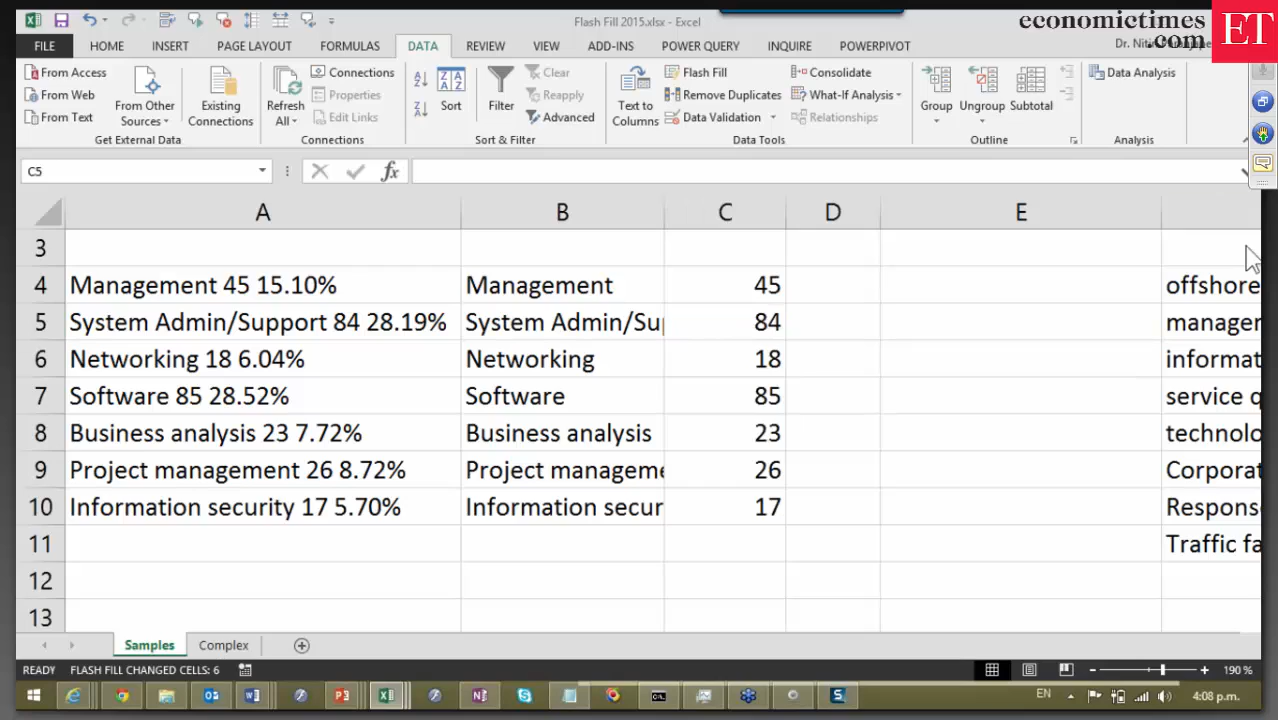 Flash Fill 2015.xlsx - Excel
economictimes
.com
ET
FILE HOME INSERT PAGE LAYOUT FORMULAS DATA REVIEW VIEW ADD-INS POWER QUERY INQUIRE POWERPIVOT
Dr. Nitin
From Access
From Web
From Text
From Other
Sources
Get External Data
Existing
Connections
Refresh
All
Connections
Properties
Edit Links
Connections
Sort
Filter
Clear
Reapply
Advanced
Sort & Filter
Text to
Columns
Flash Fill
Remove Duplicates
Data Validation
Consolidate
What-If Analysis
Relationships
Data Tools
Group
Ungroup
Subtotal
Outline
Data Analysis
Analysis
C5 fx
A B C D E
3
4 Management 45 15.10% Management 45 offshore
5 System Admin/Support 84 28.19% System Admin/Sup 84 manager
6 Networking 18 6.04% Networking 18 informat
7 Software 85 28.52% Software 85 service q
8 Business analysis 23 7.72% Business analysis 23 technolo
9 Project management 26 8.72% Project manageme 26 Corporat
10 Information security 17 5.70% Information secur 17 Response
11 Traffic fa
12
13
Samples Complex
READY FLASH FILL CHANGED CELLS: 6 190 %
EN 4:08 p.m.